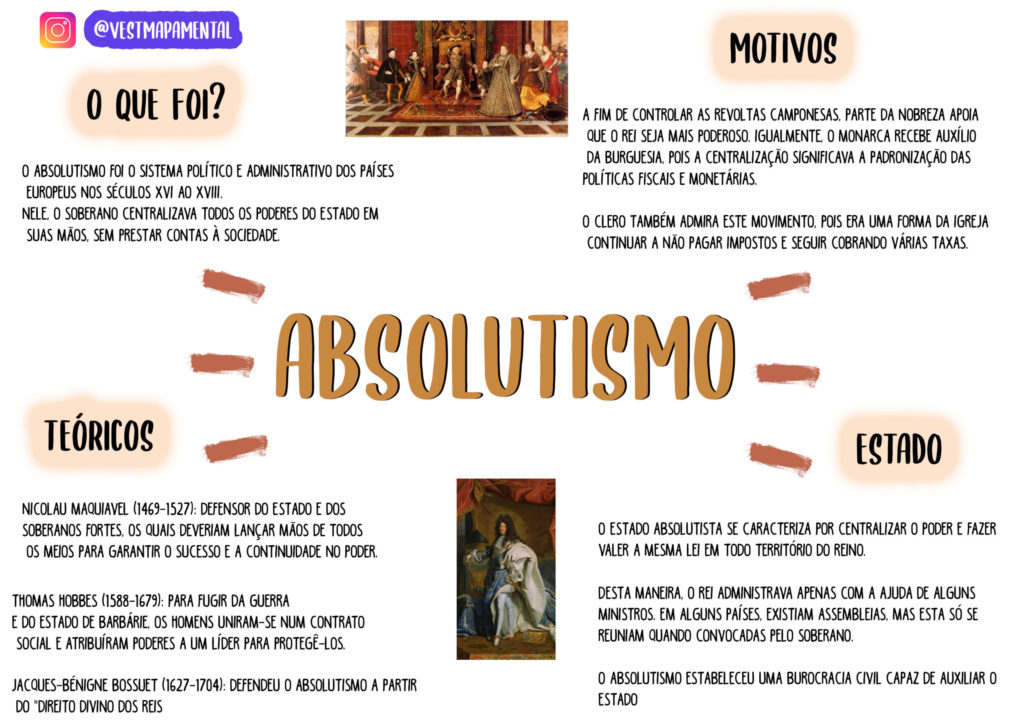 @VESTMAPAMENTAL
O QUE FOI?
O ABSOLUTISMO FOI O SISTEMA POLÍTICO E ADMINISTRATIVO DOS PAÍSES
EUROPEUS NOS SÉCULOS XVI AO XVIII.
NELE, O SOBERANO CENTRALIZAVA TODOS OS PODERES DO ESTADO EM
SUAS MÃOS, SEM PRESTAR CONTAS À SOCIEDADE.
MOTIVOS
A FIM DE CONTROLAR AS REVOLTAS CAMPONESAS, PARTE DA NOBREZA APOIA
QUE O REI SEJA MAIS PODEROSO. IGUALMENTE, O MONARCA RECEBE AUXÍLIO
DA BURGUESIA, POIS A CENTRALIZAÇÃO SIGNIFICAVA A PADRONIZAÇÃO DAS
POLÍTICAS FISCAIS E MONETÁRIAS.
O CLERO TAMBÉM ADMIRA ESTE MOVIMENTO, POIS ERA UMA FORMA DA IGREJA
CONTINUAR A NÃO PAGAR IMPOSTOS E SEGUIR COBRANDO VÁRIAS TAXAS.
ABSOLUTISMO
TEÓRICOS
NICOLAU MAQUIAVEL (1469-1527): DEFENSOR DO ESTADO E DOS
SOBERANOS FORTES, OS QUAIS DEVERIAM LANÇAR MÃOS DE TODOS
OS MEIOS PARA GARANTIR O SUCESSO E A CONTINUIDADE NO PODER.
THOMAS HOBBES (1588-1679): PARA FUGIR DA GUERRA
E DO ESTADO DE BARBÁRIE, OS HOMENS UNIRAM-SE NUM CONTRATO
SOCIAL E ATRIBUÍRAM PODERES A UM LÍDER PARA PROTEGÊ-LOS.
JACQUES-BÉNIGNE BOSSUET (1627-1704): DEFENDEU O ABSOLUTISMO A PARTIR
DO "DIREITO DIVINO DOS REIS
ESTADO
O ESTADO ABSOLUTISTA SE CARACTERIZA POR CENTRALIZAR O PODER E FAZER
VALER A MESMA LEI EM TODO TERRITÓRIO DO REINO.
DESTA MANEIRA, O REI ADMINISTRAVA APENAS COM A AJUDA DE ALGUNS
MINISTROS. EM ALGUNS PAÍSES, EXISTIAM ASSEMBLEIAS, MAS ESTA SÓ SE
REUNIAM QUANDO CONVOCADAS PELO SOBERANO.
O ABSOLUTISMO ESTABELECEU UMA BUROCRACIA CIVIL CAPAZ DE AUXILIAR O
ESTADO